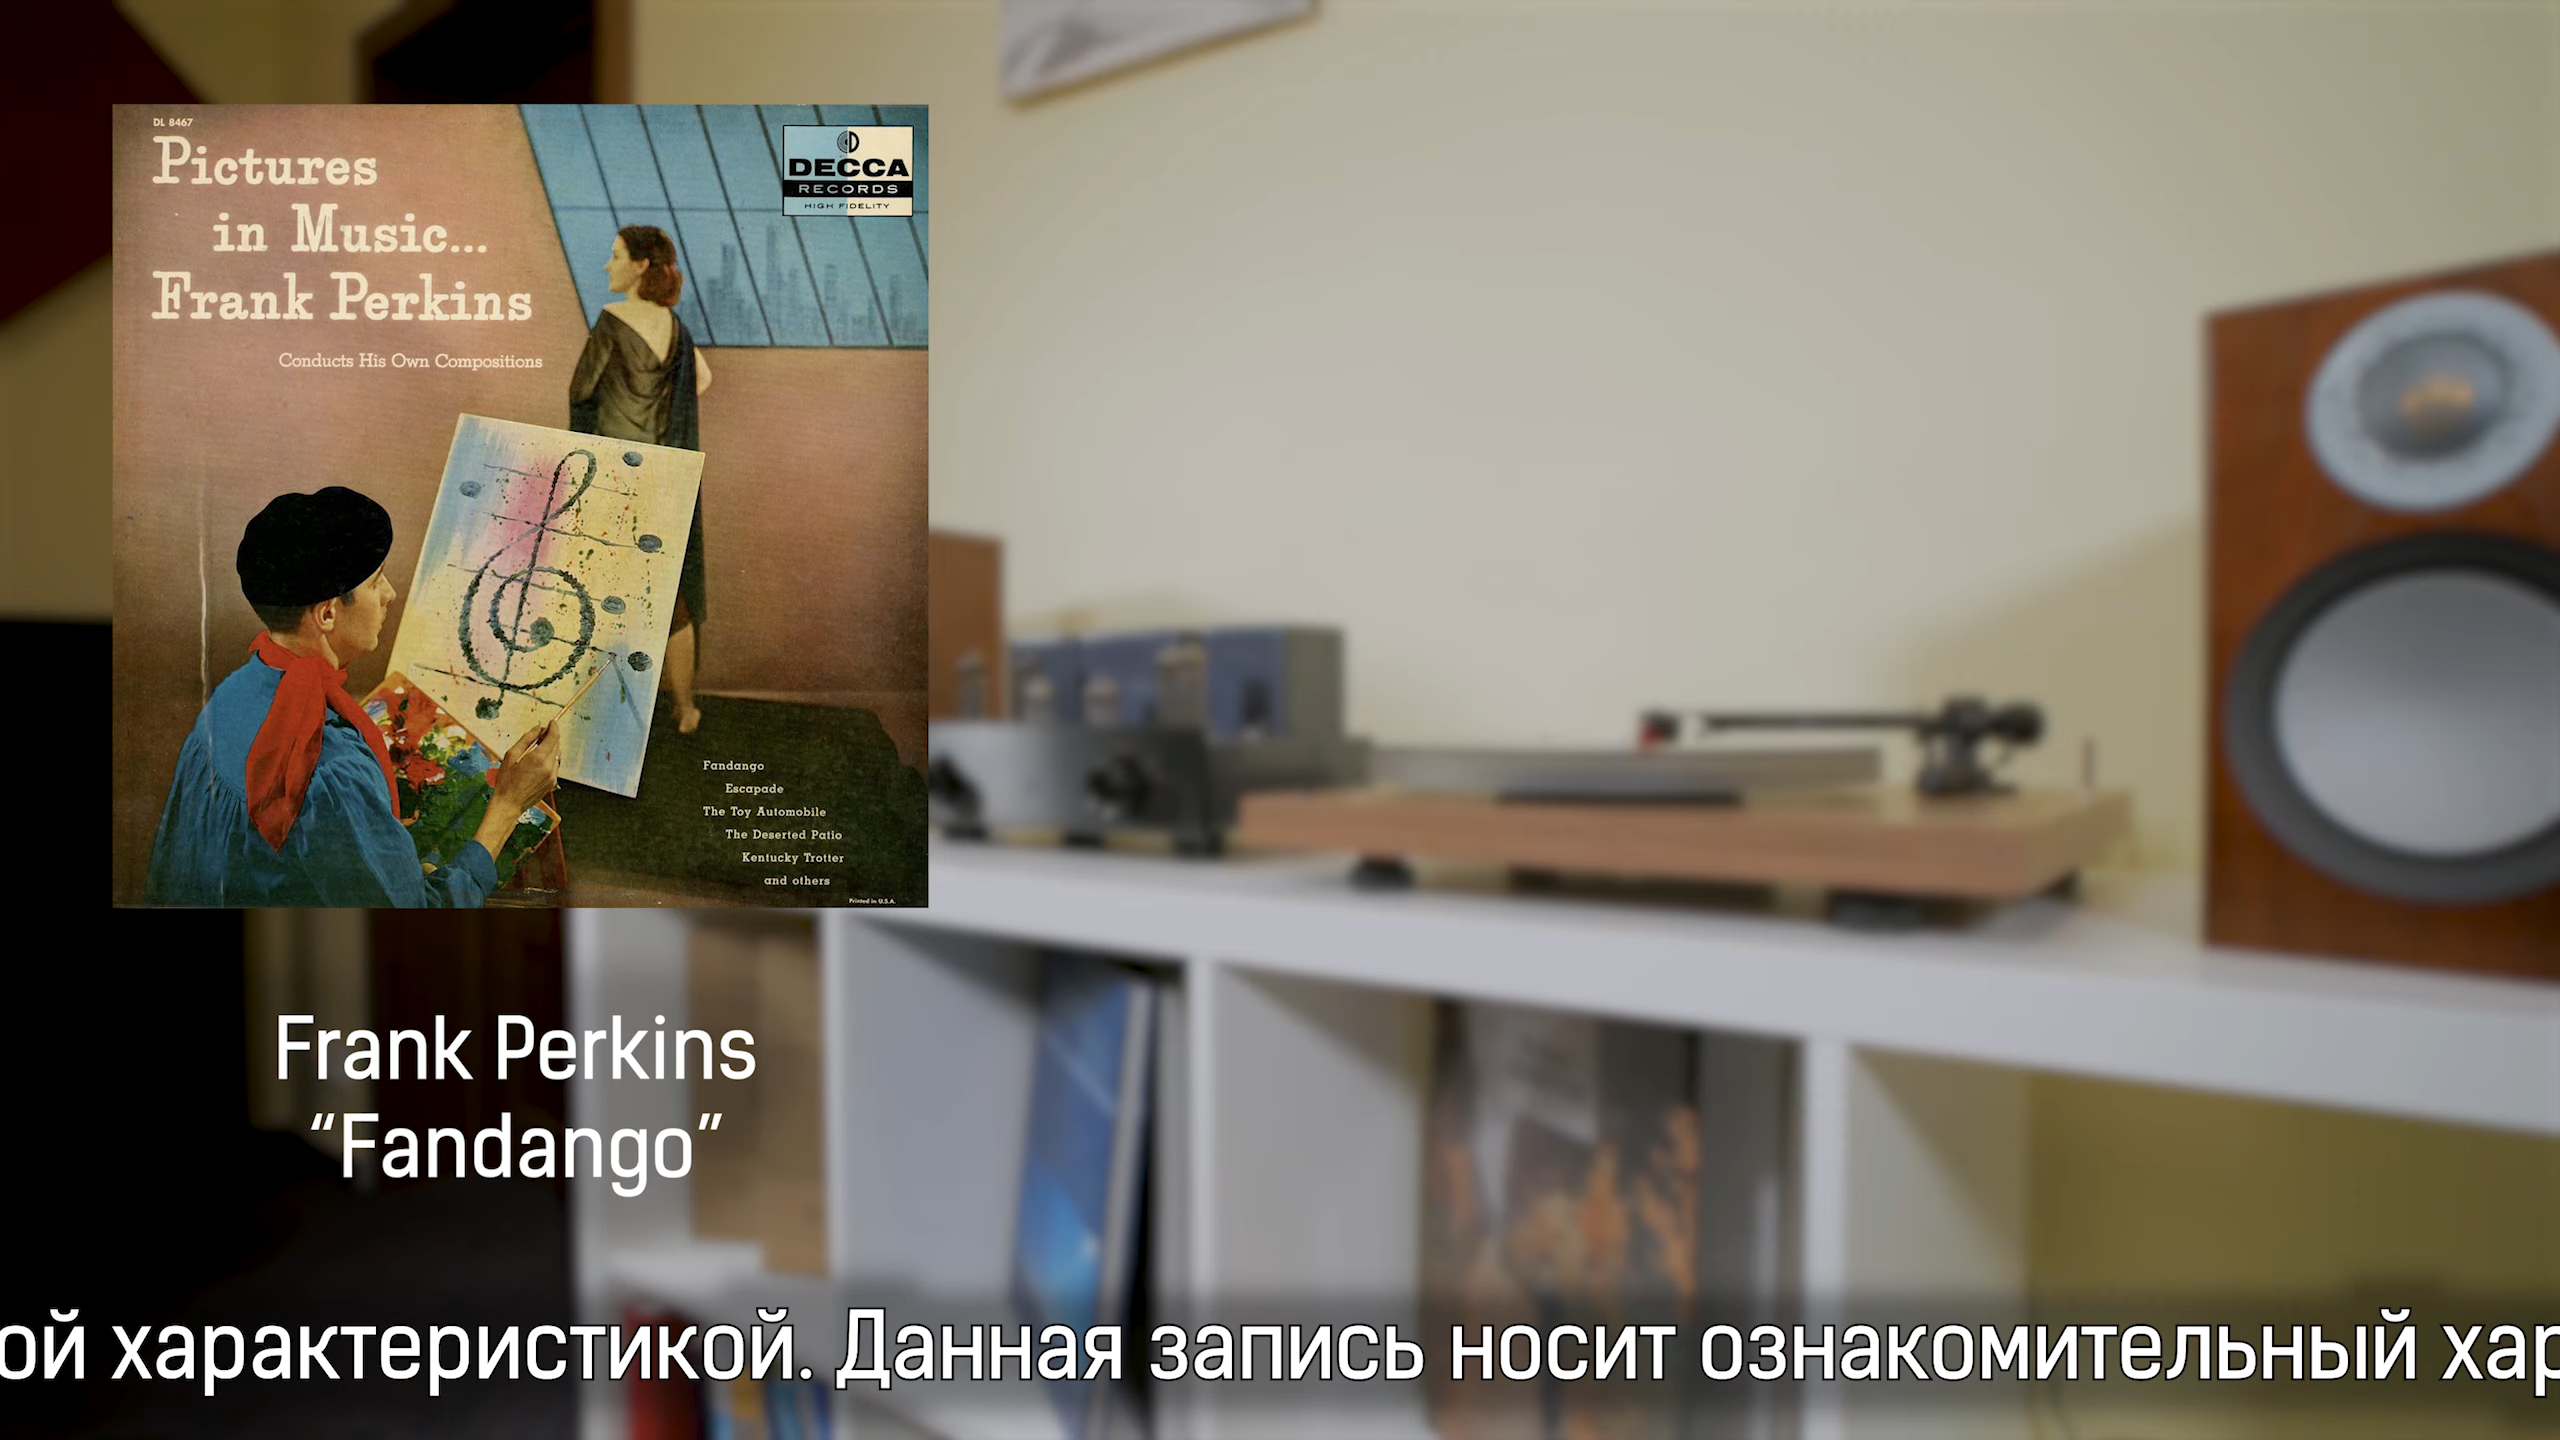 DL 8467
Pictures
in Music...
Frank Perkins
Conducts His Own Compositions
DECCA
RECORDS
HIGH FIDELITY
Fandango
Escapade
The Toy Automobile
The Deserted Patio
Kentucky Trotter
and others
Printed in U.S.A.
Frank Perkins
“Fandango”
ой характеристикой. Данная запись носит ознакомительный хар